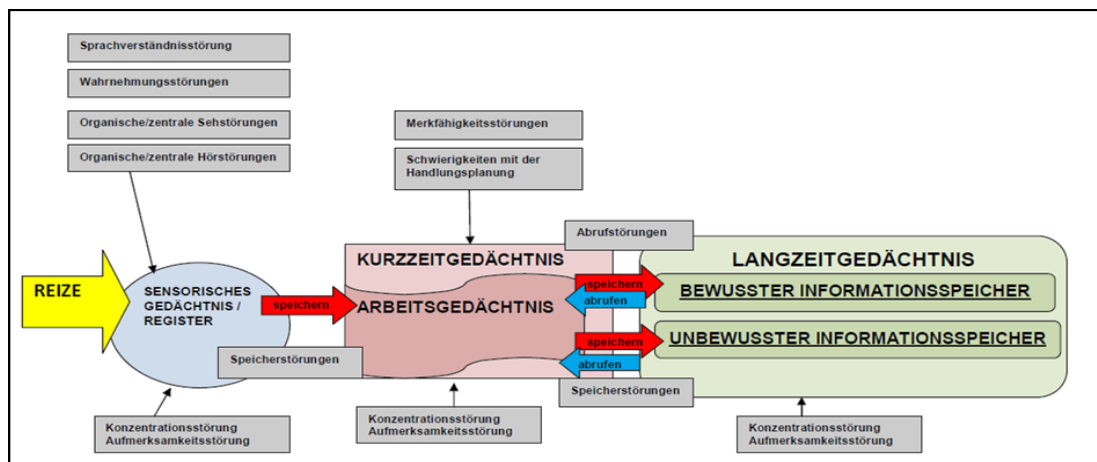 Sprachverständnisstörung
Wahrnehmungsstörungen
Organische/zentrale Sehstörungen
Organische/zentrale Hörstörungen
Merkfähigkeitsstörungen
Schwierigkeiten mit der
Handlungsplanung
Abrufstörungen
REIZE
SENSORISCHES
GEDÄCHTNIS /
REGISTER
speichern
KURZZEITGEDÄCHTNIS
ARBEITSGEDÄCHTNIS
speichern
abrufen
speichern
abrufen
LANGZEITGEDÄCHTNIS
BEWUSSTER INFORMATIONSSPEICHER
UNBEWUSSTER INFORMATIONSSPEICHER
Speicherstörungen
Speicherstörungen
Konzentrationsstörung
Aufmerksamkeitsstörung
Konzentrationsstörung
Aufmerksamkeitsstörung
Konzentrationsstörung
Aufmerksamkeitsstörung